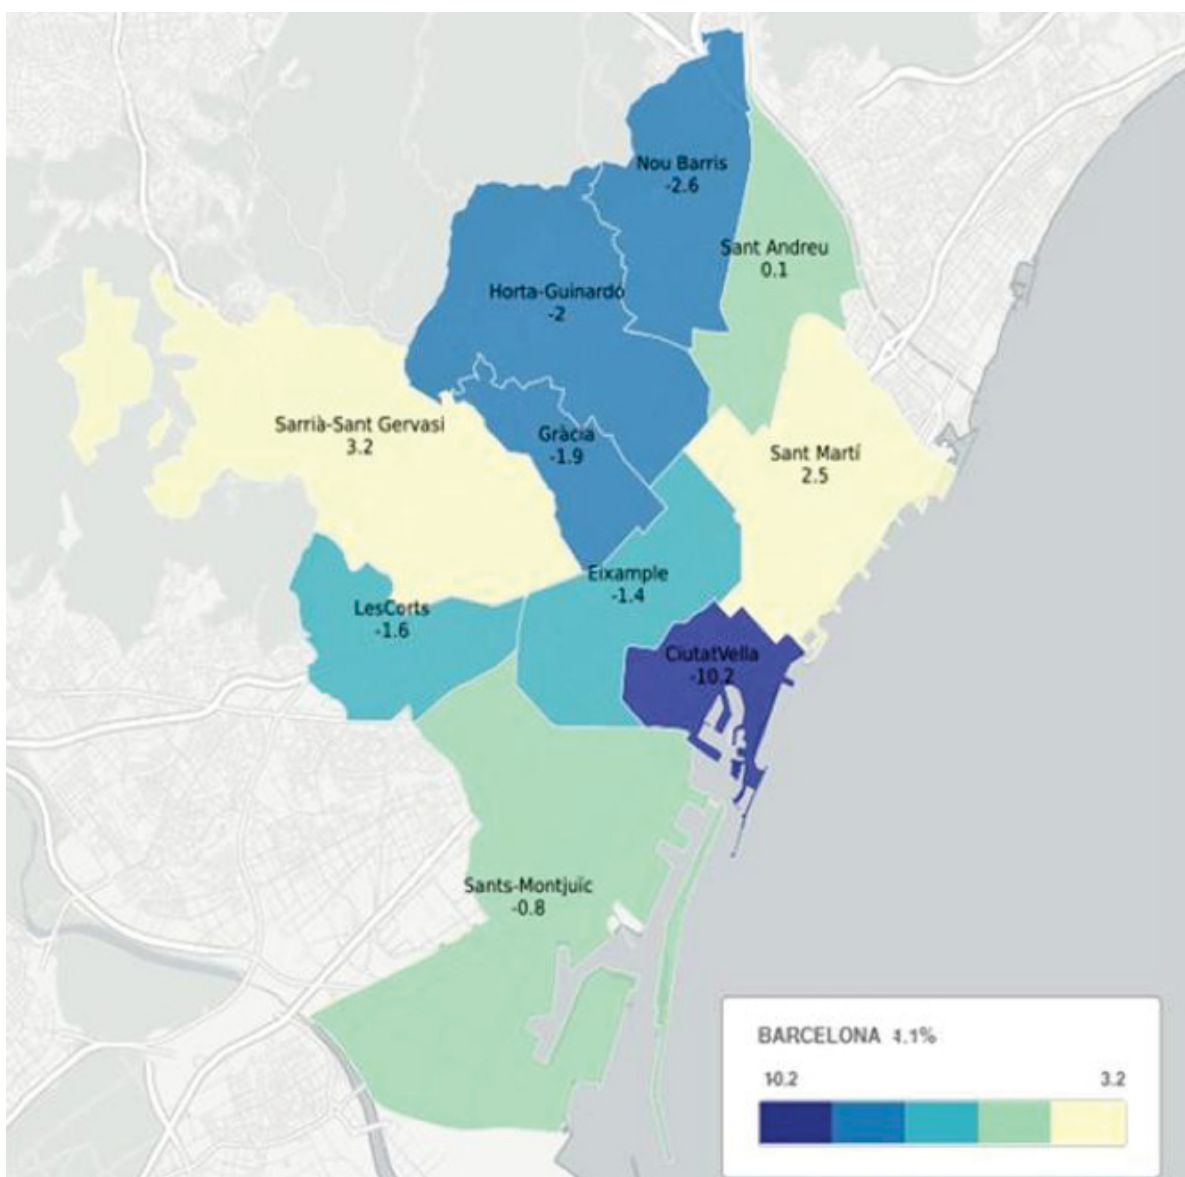 Nou Barris
-2.6
Sant Andreu
0.1
Horta-Guinardó
-2
Sarrià-Sant Gervasi
3.2
Gràcia
-1.9
Sant Martí
2.5
Eixample
-1.4
LesCorts
-1.6
CiutatVella
-10.2
Sants-Montjuïc
-0.8
BARCELONA
3.2